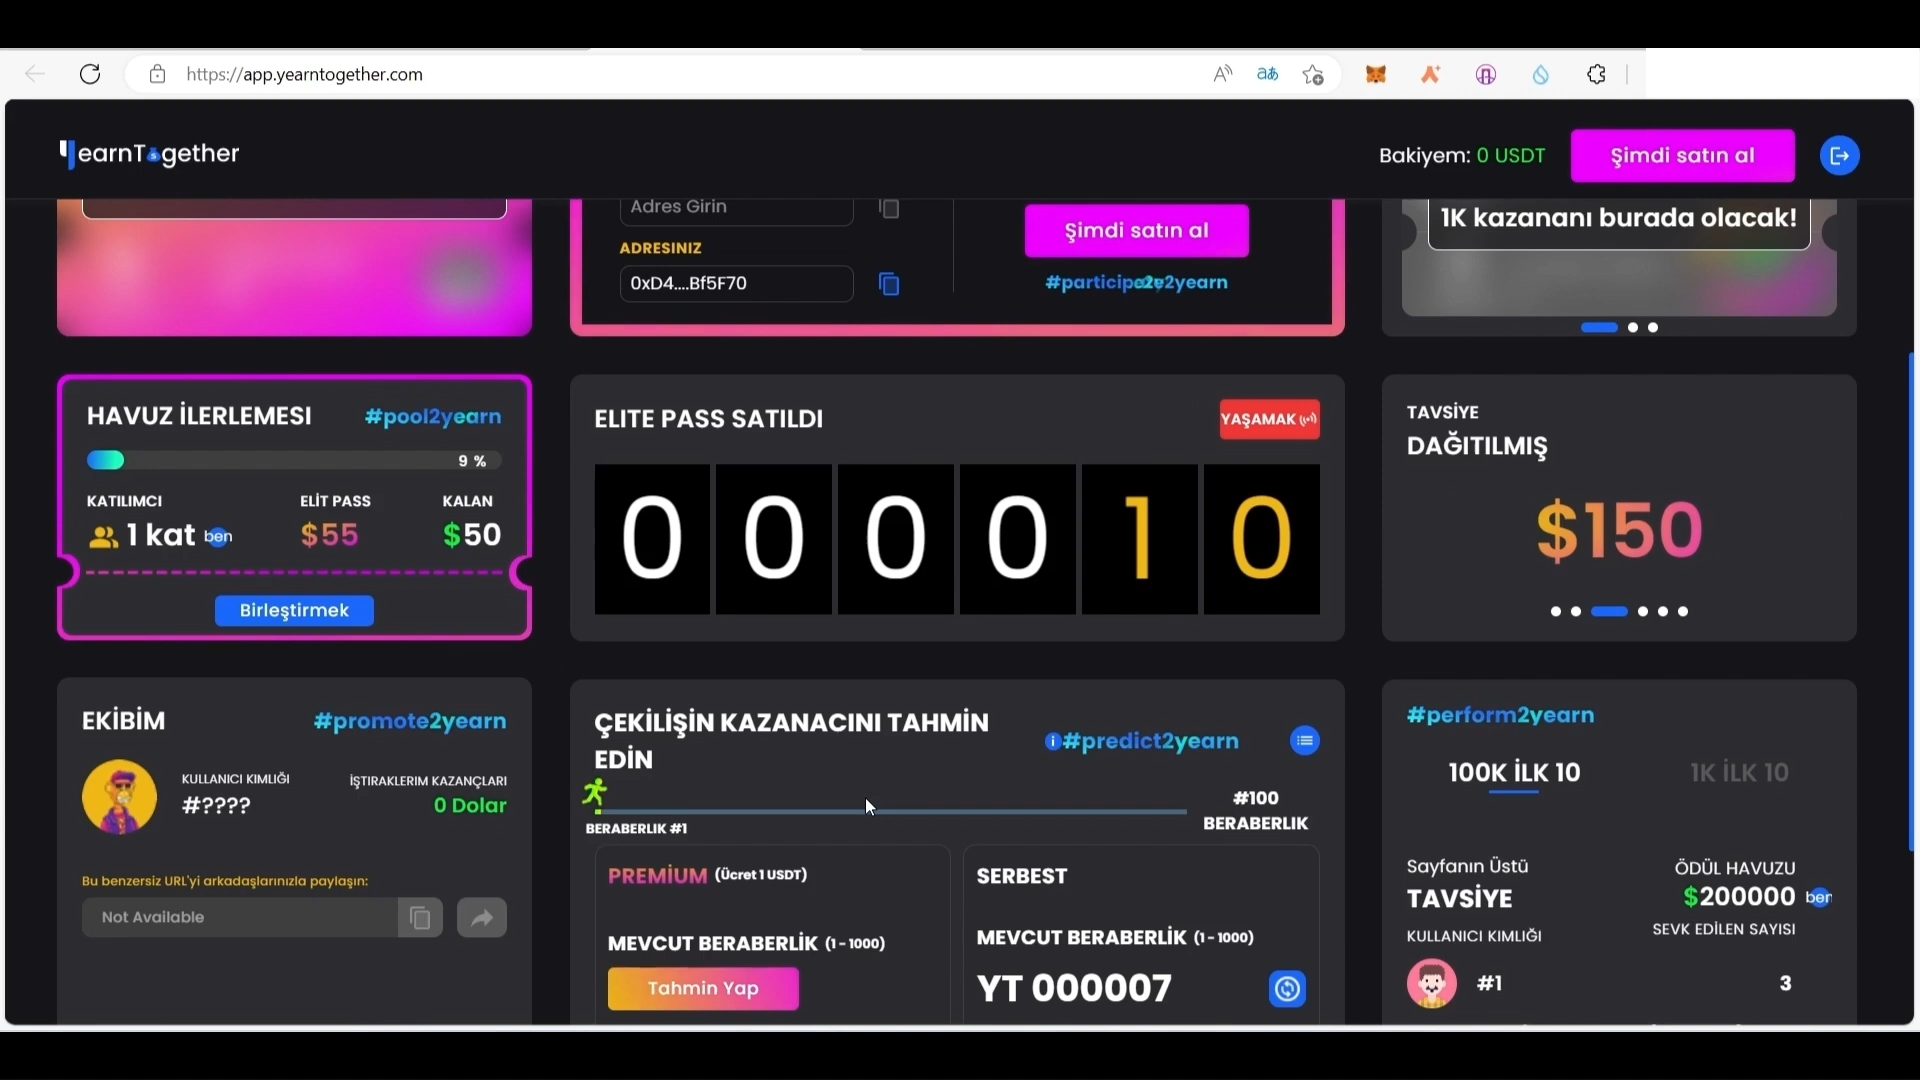 https://app.yearntogether.com
YearnTogether
Bakiyem: 0 USDT
Şimdi satın al
Adres Girin
ADRESINIZ
0xD4....Bf5F70
Şimdi satın al
1K kazananı burada olacak!
HAVUZ İLERLEMESI
#pool2yearn
9 %
KATILIMCI
ELİT PASS
KALAN
1 kat ben
$55
$50
Birleştirmek
ELITE PASS SATILDI
YAŞAMAK
0 0 0 0 1 0
TAVSİYE
DAĞITILMIŞ
$150
EKİBİM
#promote2yearn
KULLANICI KIMLIĞI
#????
İŞTIRAKLERIM KAZANÇLARI
0 Dolar
Bu benzersiz URL'yi arkadaşlarınızla paylaşın:
Not Available
ÇEKİLİŞİN KAZANACINI TAHMİN
EDİN
#predict2yearn
BERABERLIK #1
#100
BERABERLIK
PREMİUM (Ücret 1 USDT)
MEVCUT BERABERLİK (1 - 1000)
Tahmin Yap
SERBEST
MEVCUT BERABERLİK (1 - 1000)
YT 000007
#perform2yearn
100K İLK 10
1K İLK 10
Sayfanın Üstü
TAVSİYE
ÖDÜL HAVUZU
$200000 ben
KULLANICI KIMLIĞI
SEVK EDİLEN SAYISI
#1
3